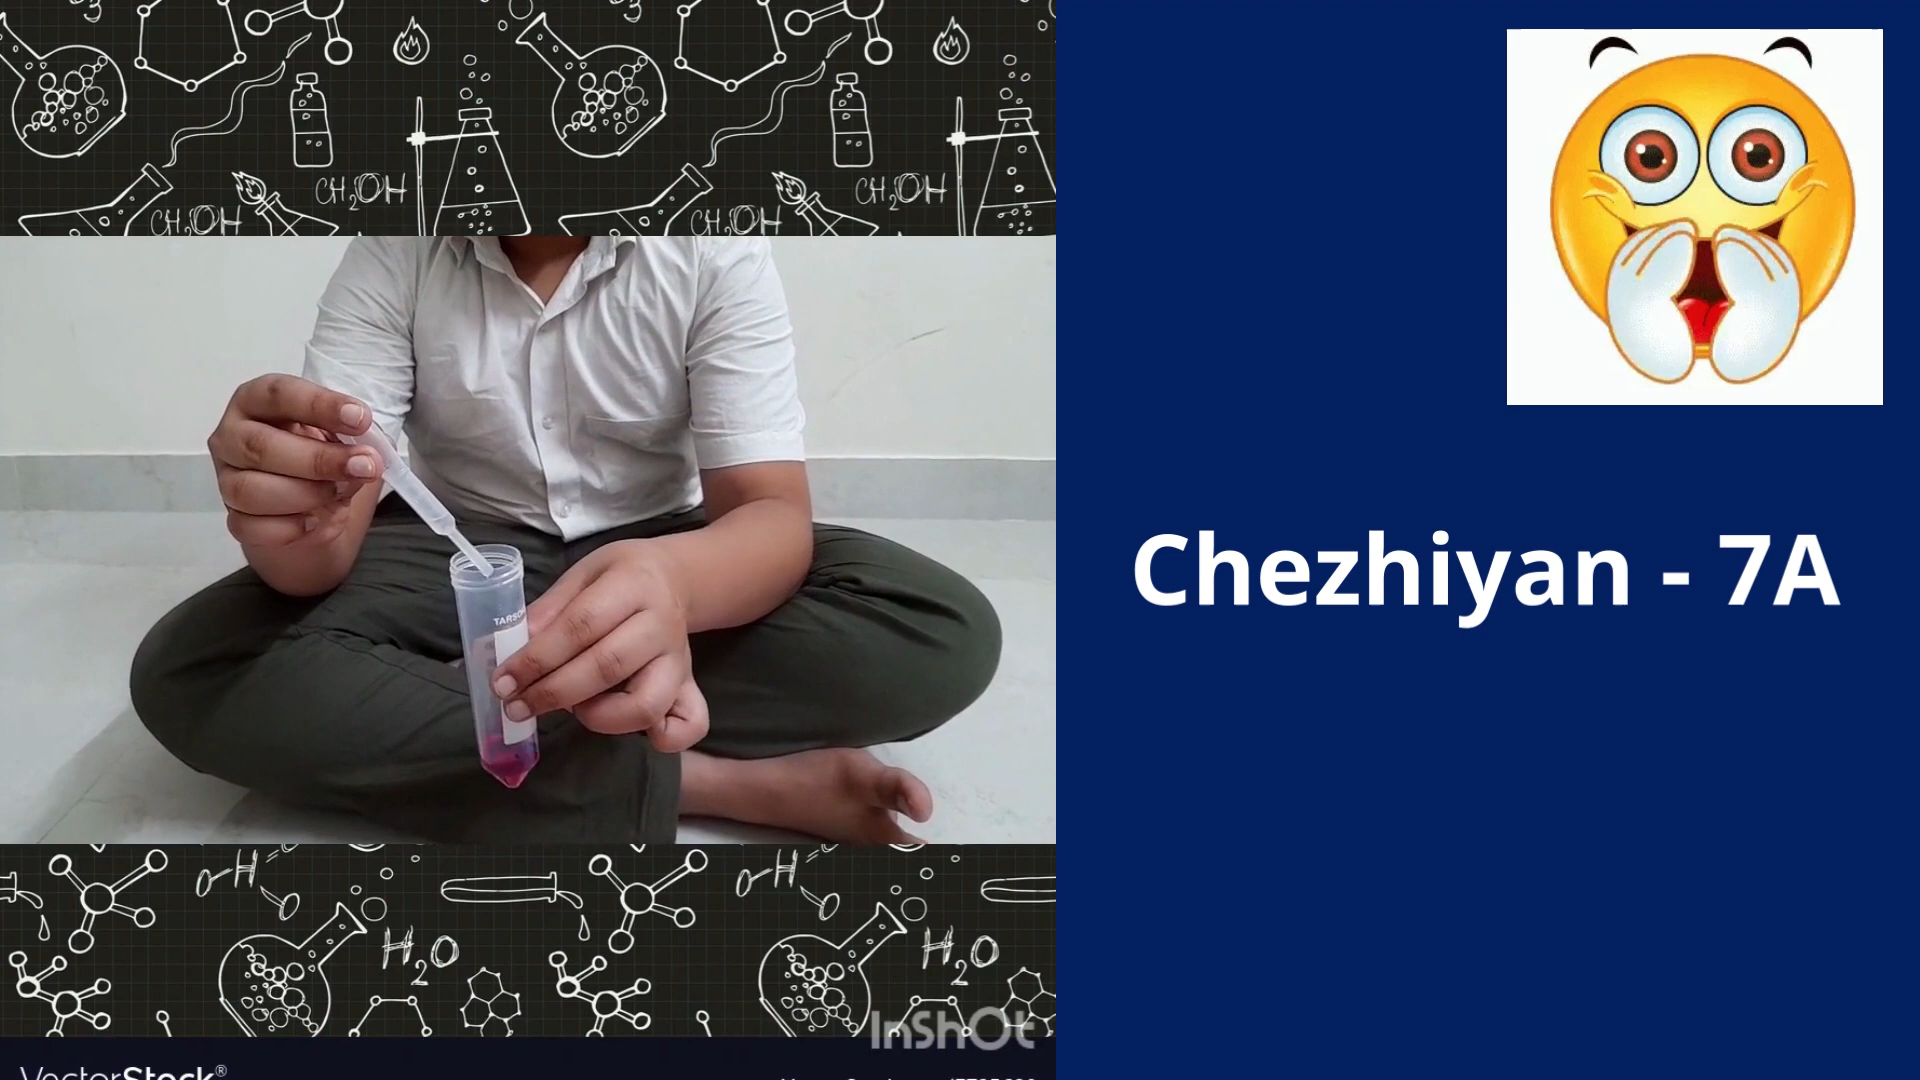 CH₂OH
CH₂OH
CH₂OH
CH₂OH
Chezhiyan - 7A
H₂O
H₂O
InShOt
VectorStock®